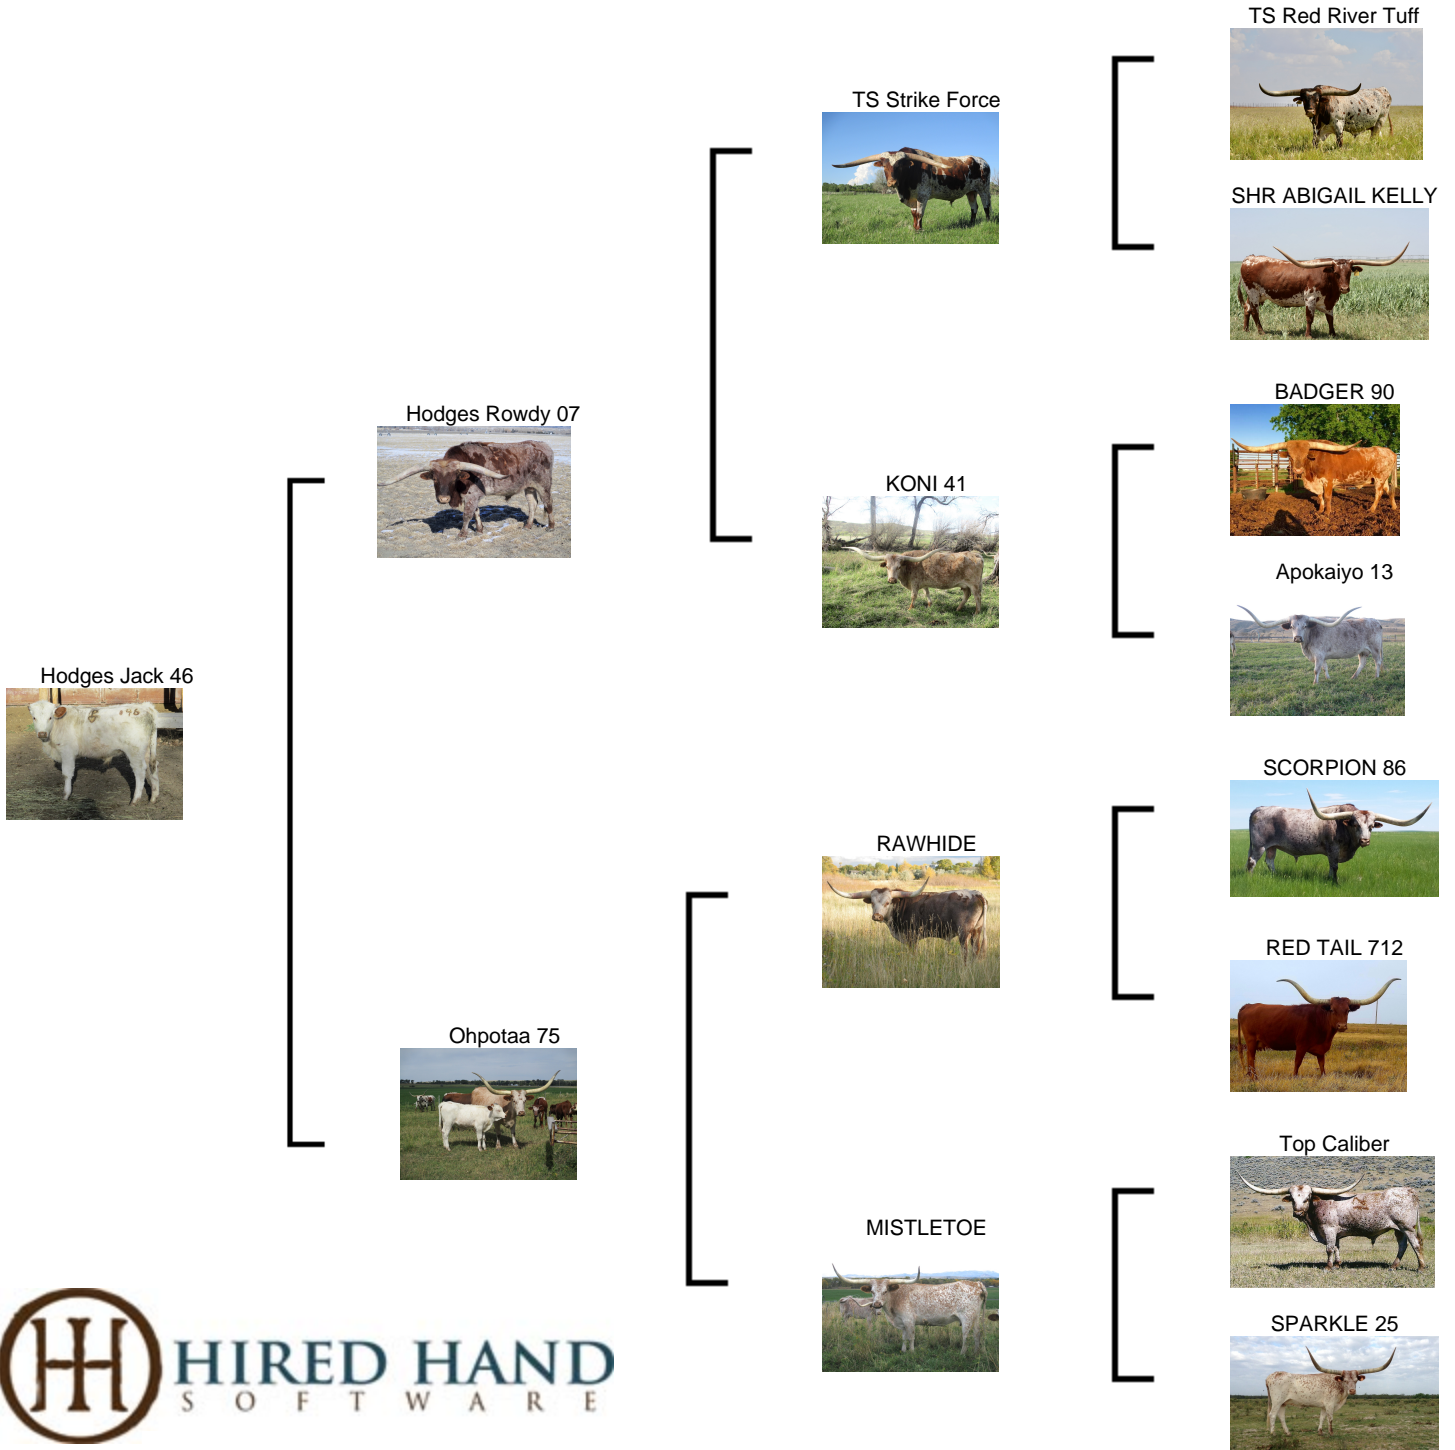 TS Red River Tuff
TS Strike Force
SHR ABIGAIL KELLY
BADGER 90
Hodges Rowdy 07
KONI 41
Apokaiyo 13
Hodges Jack 46
SCORPION 86
RAWHIDE
RED TAIL 712
Ohpotaa 75
Top Caliber
MISTLETOE
SPARKLE 25
HIRED HAND
SOFTWARE